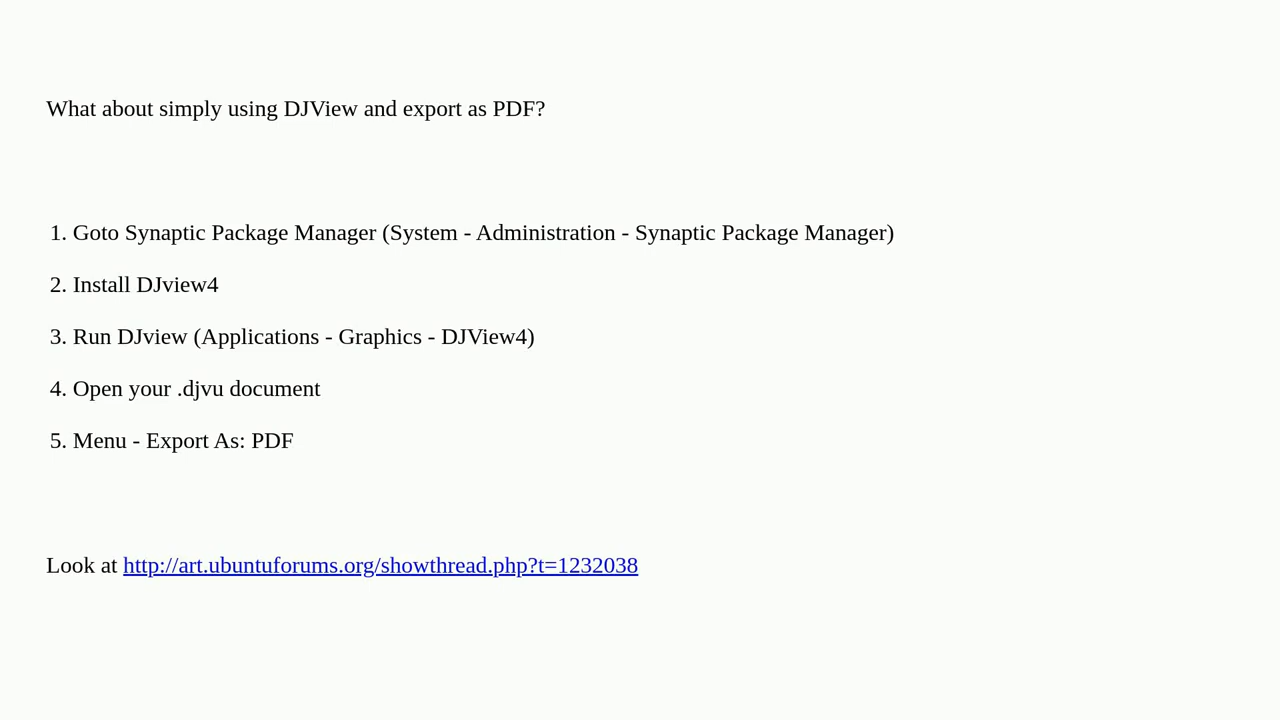 What about simply using DJView and export as PDF?
1. Goto Synaptic Package Manager (System - Administration - Synaptic Package Manager)
2. Install DJview4
3. Run DJview (Applications - Graphics - DJView4)
4. Open your .djvu document
5. Menu - Export As: PDF
Look at http://art.ubuntuforums.org/showthread.php?t=1232038